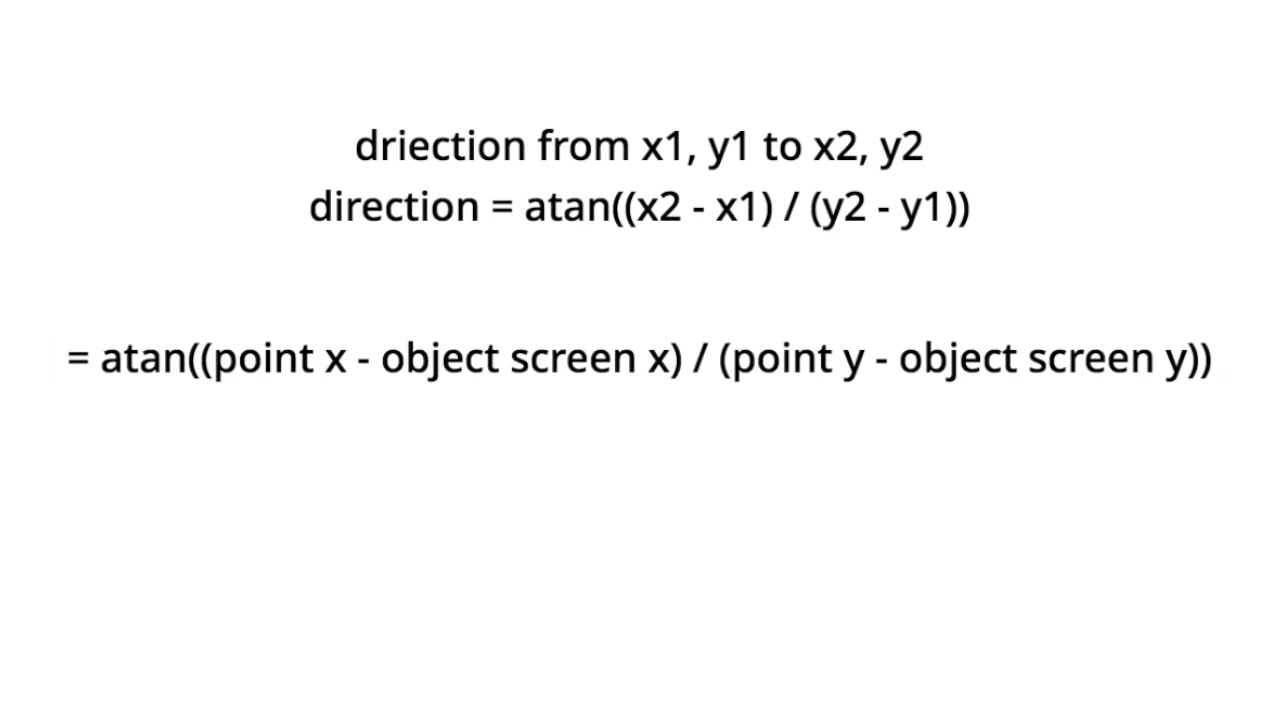 driection from x1, y1 to x2, y2
direction = atan((x2 - x1) / (y2 - y1))
= atan((point x - object screen x) / (point y - object screen y))